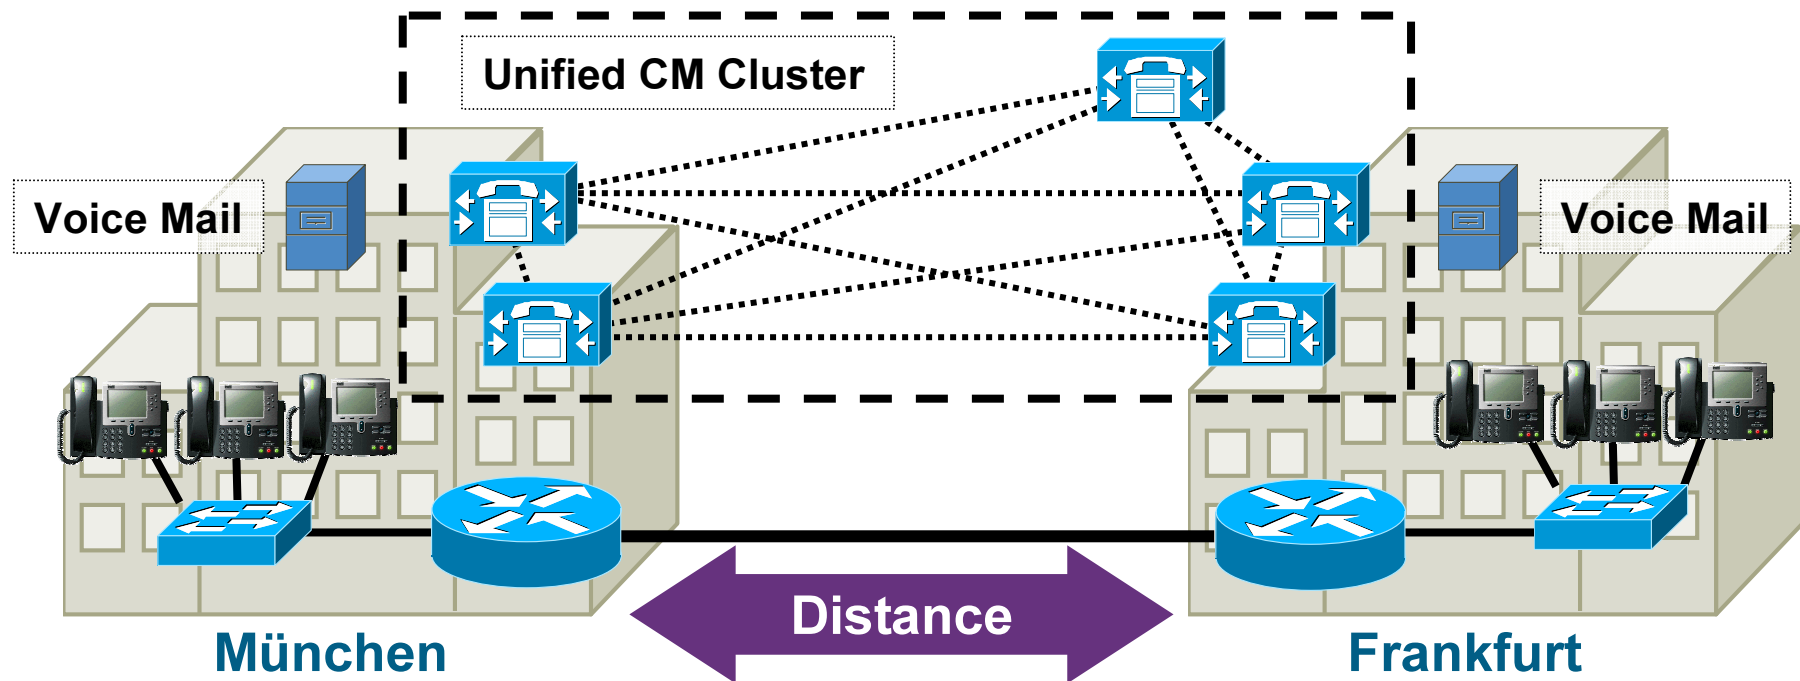 Unified CM Cluster
Voice Mail
Voice Mail
Distance
München
Frankfurt